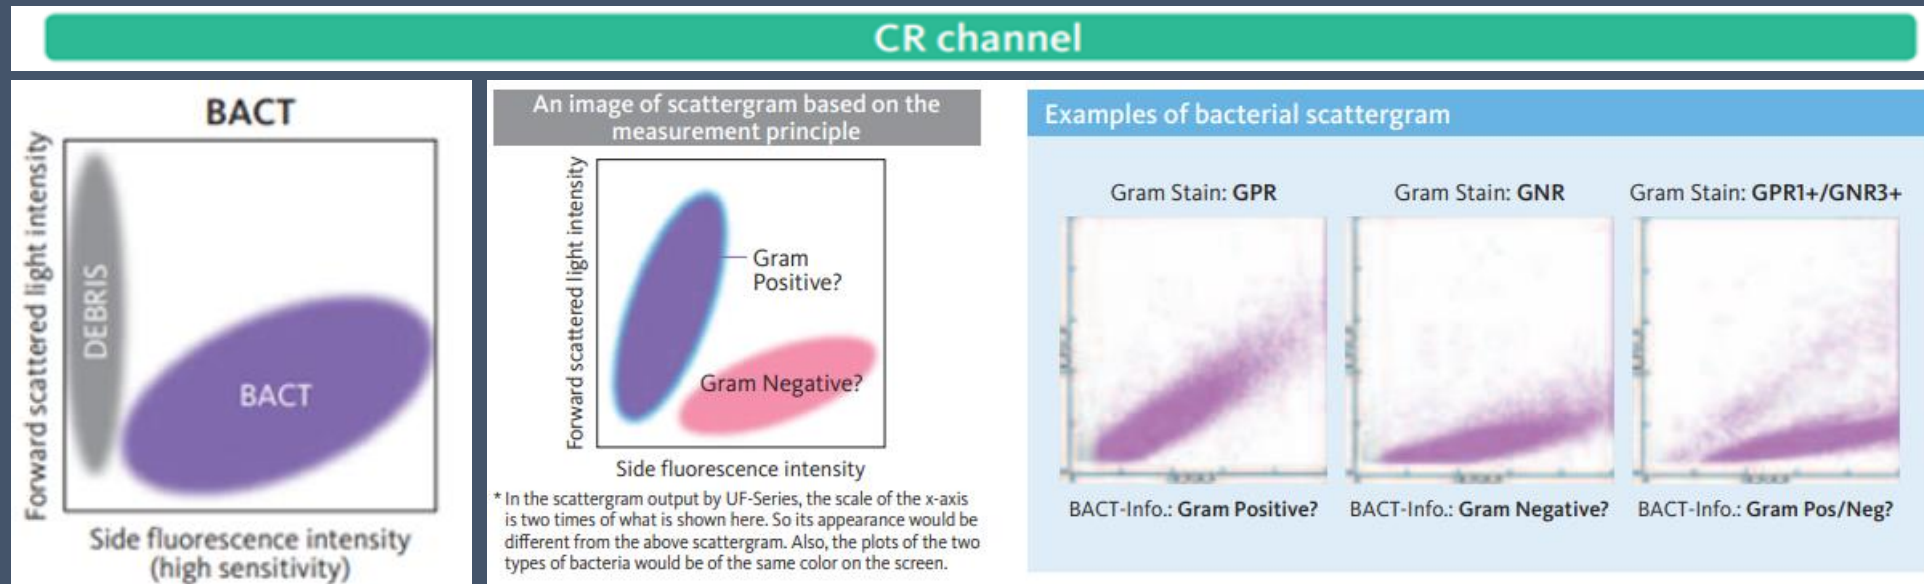 CR channel
BACT
Forward scattered light intensity
DEBRIS
BACT
Side fluorescence intensity
(high sensitivity)
An image of scattergram based on the
measurement principle
Forward scattered light intensity
Gram
Positive?
Gram Negative?
Side fluorescence intensity
* In the scattergram output by UF-Series, the scale of the x-axis
is two times of what is shown here. So its appearance would be
different from the above scattergram. Also, the plots of the two
types of bacteria would be of the same color on the screen.
Examples of bacterial scattergram
Gram Stain: GPR
Gram Stain: GNR
Gram Stain: GPR1+/GNR3+
BACT-Info.: Gram Positive?
BACT-Info.: Gram Negative?
BACT-Info.: Gram Pos/Neg?